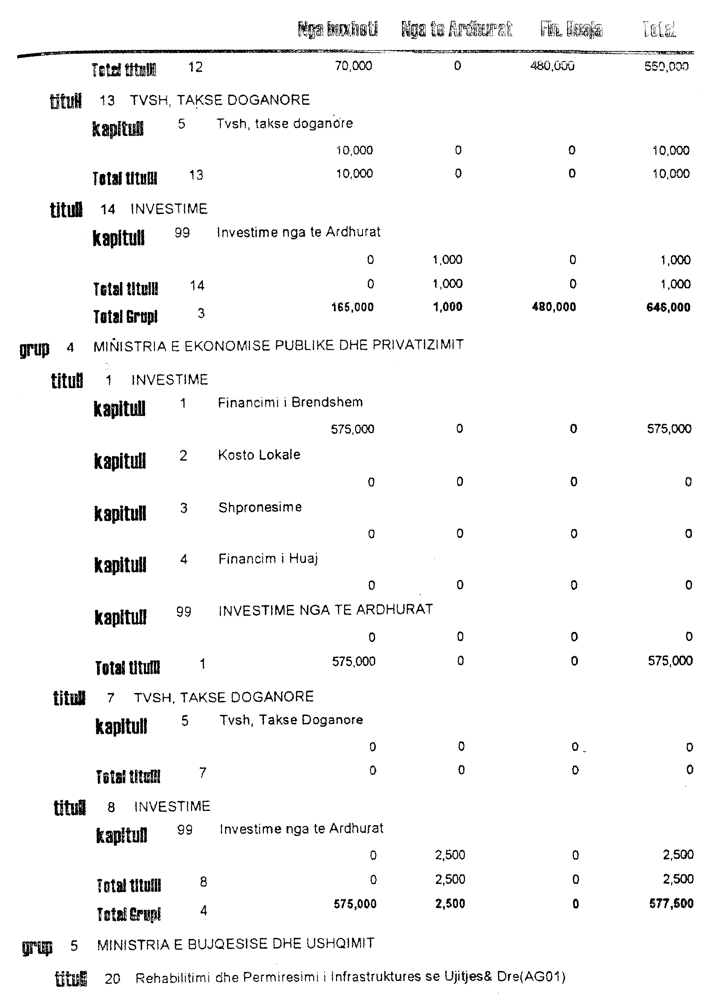 Nga buxheti Nga te Ardhurat Fin. Huaja Total
Total titulli 12 70,000 0 480,000 550,000
titull 13 TVSH, TAKSE DOGANORE
kapitull 5 Tvsh, takse doganore
10,000 0 0 10,000
Total titulli 13 10,000 0 0 10,000
titull 14 INVESTIME
kapitull 99 Investime nga te Ardhurat
0 1,000 0 1,000
Total titulli 14 0 1,000 0 1,000
Total Grupi 3 165,000 1,000 480,000 646,000
grup 4 MINISTRIA E EKONOMISE PUBLIKE DHE PRIVATIZIMIT
titull 1 INVESTIME
kapitull 1 Financimi i Brendshem
575,000 0 0 575,000
kapitull 2 Kosto Lokale
0 0 0 0
kapitull 3 Shpronesime
0 0 0 0
kapitull 4 Financim i Huaj
0 0 0 0
kapitull 99 INVESTIME NGA TE ARDHURAT
0 0 0 0
Total titulli 1 575,000 0 0 575,000
titull 7 TVSH, TAKSE DOGANORE
kapitull 5 Tvsh, Takse Doganore
0 0 0 0
Total titulli 7 0 0 0 0
titull 8 INVESTIME
kapitull 99 Investime nga te Ardhurat
0 2,500 0 2,500
Total titulli 8 0 2,500 0 2,500
Total Grupi 4 575,000 2,500 0 577,500
grup 5 MINISTRIA E BUJQESISE DHE USHQIMIT
titull 20 Rehabilitimi dhe Permiresimi i Infrastruktures se Ujitjes& Dre(AG01)